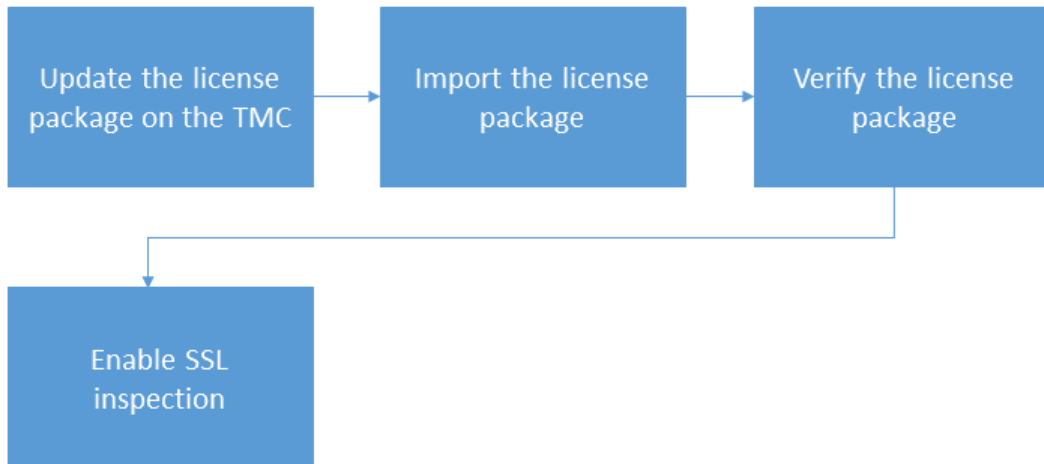 Update the license
package on the TMC
Import the license
package
Verify the license
package
Enable SSL
inspection